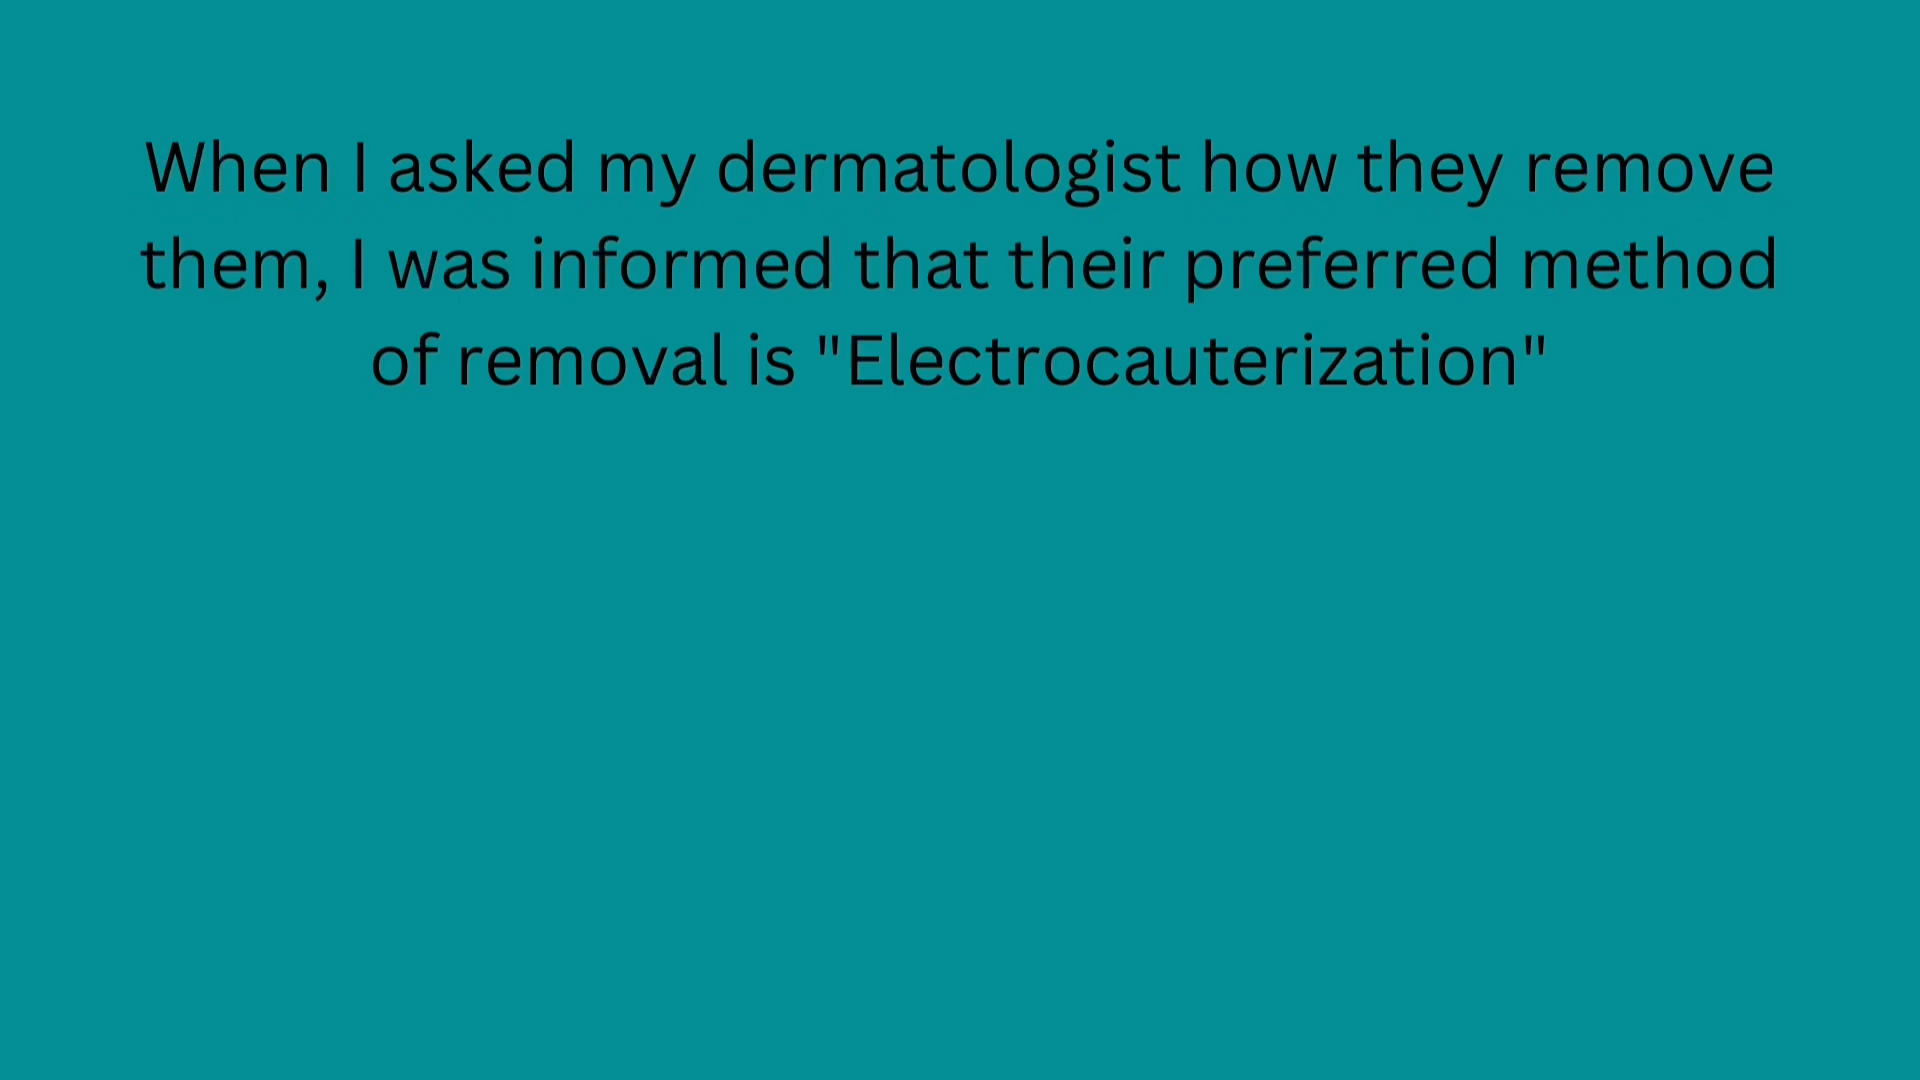 When I asked my dermatologist how they remove
them, I was informed that their preferred method
of removal is "Electrocauterization"